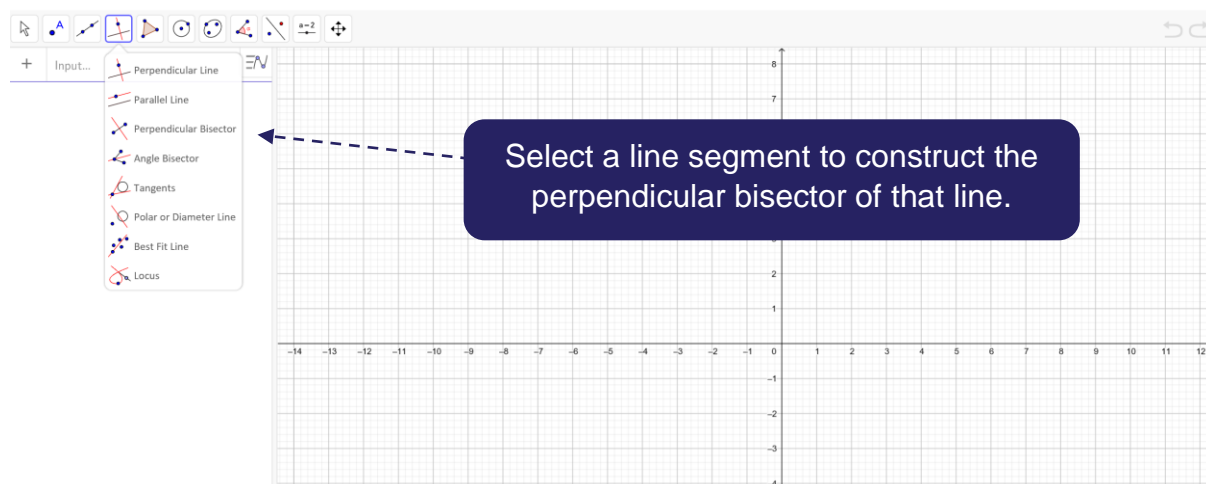 A
a=2
+ Input...
Perpendicular Line
Parallel Line
Perpendicular Bisector
Angle Bisector
Tangents
Polar or Diameter Line
Best Fit Line
Locus
Select a line segment to construct the
perpendicular bisector of that line.
8
7
2
1
–14 –13 –12 –11 –10 –9 –8 –7 –6 –5 –4 –3 –2 –1 0 1 2 3 4 5 6 7 8 9 10 11 12
–1
–2
–3